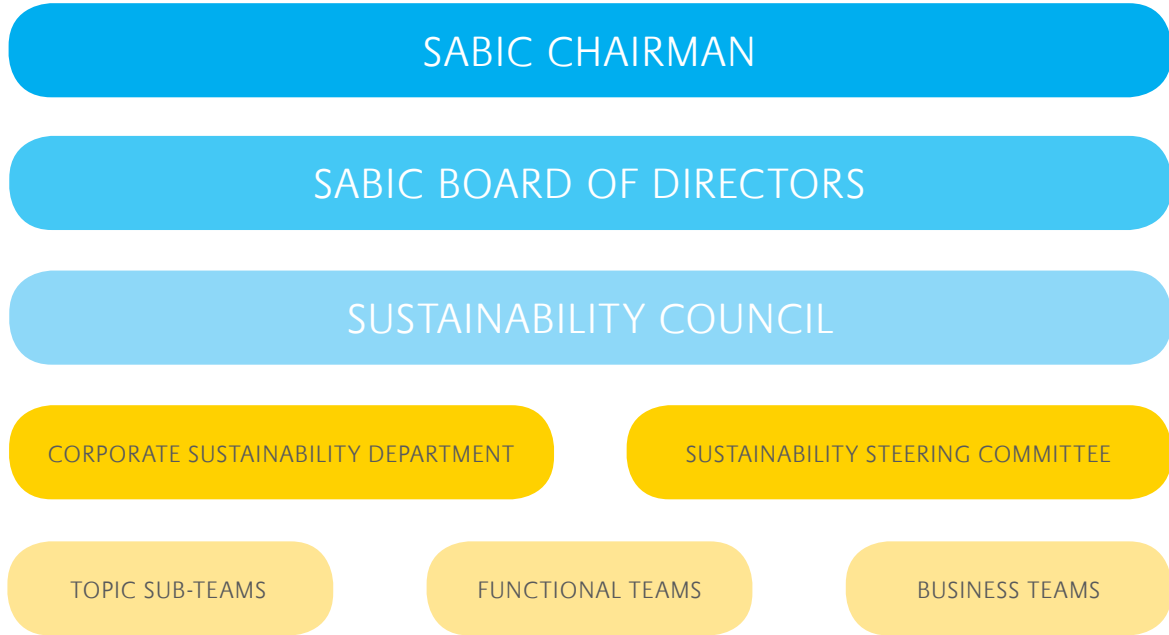 SABIC CHAIRMAN
SABIC BOARD OF DIRECTORS
SUSTAINABILITY COUNCIL
CORPORATE SUSTAINABILITY DEPARTMENT
SUSTAINABILITY STEERING COMMITTEE
TOPIC SUB-TEAMS
FUNCTIONAL TEAMS
BUSINESS TEAMS